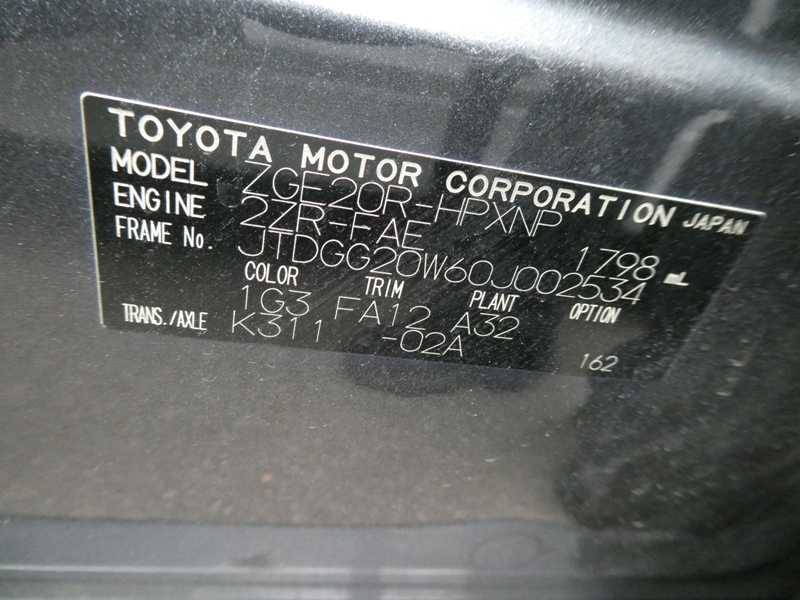 TOYOTA MOTOR CORPORATION JAPAN
MODEL ZGE20R-HPXNP
ENGINE 2ZR-FAE 1798 mL
FRAME No. JTDGG20W60J002534
COLOR TRIM PLANT OPTION
1G3 FA12 A32
TRANS./AXLE K311 -02A
162